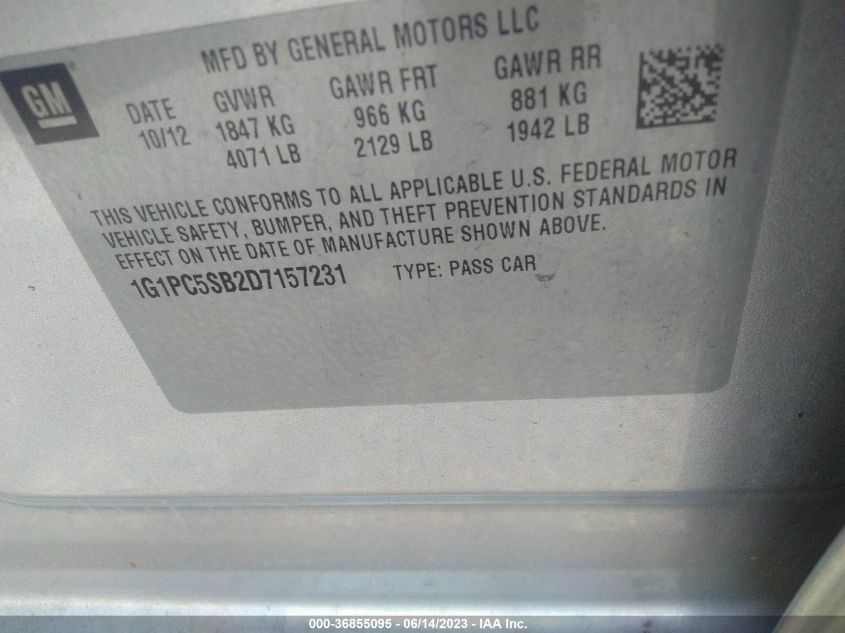 MFD BY GENERAL MOTORS LLC
GM
DATE GVWR GAWR FRT GAWR RR
10/12 1847 KG 966 KG 881 KG
4071 LB 2129 LB 1942 LB
THIS VEHICLE CONFORMS TO ALL APPLICABLE U.S. FEDERAL MOTOR
VEHICLE SAFETY, BUMPER, AND THEFT PREVENTION STANDARDS IN
EFFECT ON THE DATE OF MANUFACTURE SHOWN ABOVE.
1G1PC5SB2D7157231 TYPE: PASS CAR
000-36855095 - 06/14/2023 - IAA Inc.